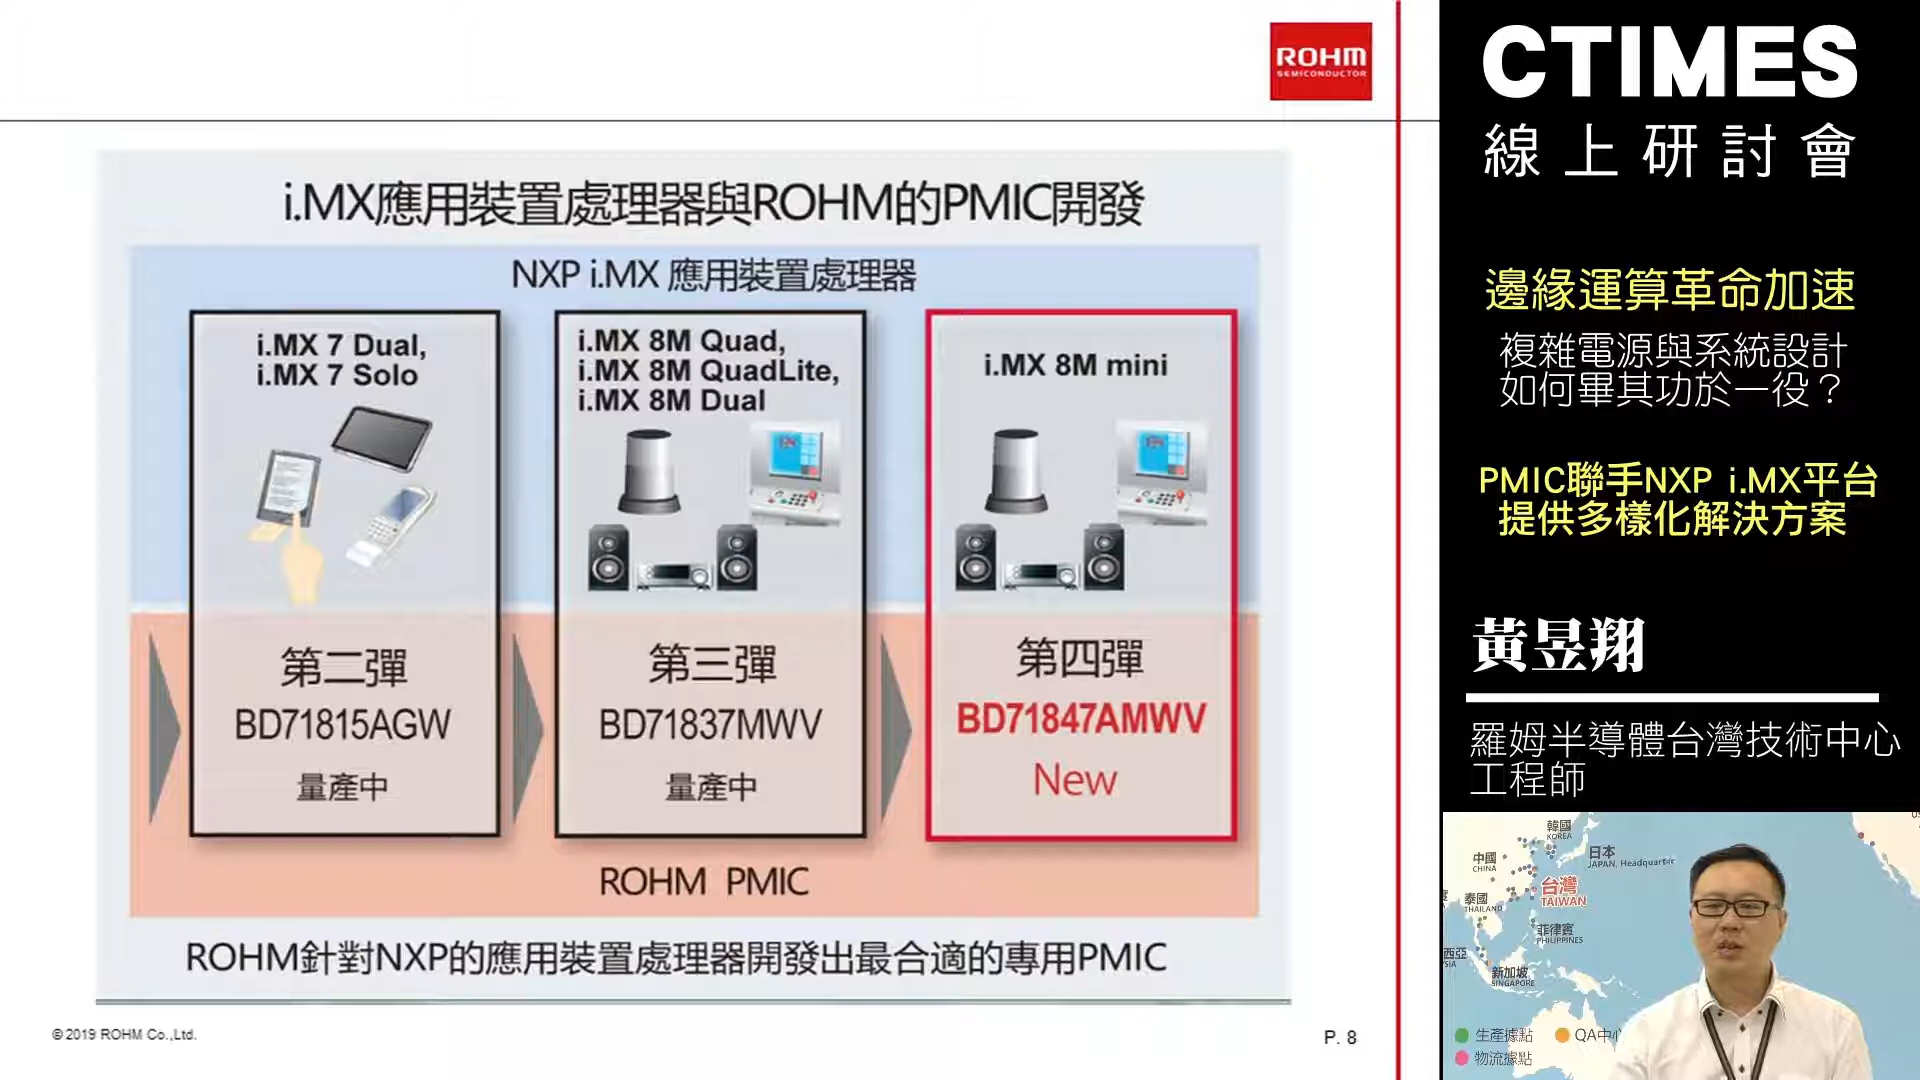 ROHM
SEMICONDUCTOR
i.MX應用裝置處理器與ROHM的PMIC開發
NXP i.MX 應用裝置處理器
i.MX 7 Dual,
i.MX 7 Solo
第二彈
BD71815AGW
量產中
i.MX 8M Quad,
i.MX 8M QuadLite,
i.MX 8M Dual
第三彈
BD71837MWV
量產中
i.MX 8M mini
第四彈
BD71847AMWV
New
ROHM PMIC
ROHM針對NXP的應用裝置處理器開發出最合適的專用PMIC
©2019 ROHM Co.,Ltd.
P. 8
CTIMES
線上研討會
邊緣運算革命加速
複雜電源與系統設計
如何畢其功於一役？
PMIC聯手NXP i.MX平台
提供多樣化解決方案
黃昱翔
羅姆半導體台灣技術中心
工程師
韓國
KOREA
中國
CHINA
日本
JAPAN, Headquarter
台灣
TAIWAN
泰國
THAILAND
菲律賓
PHILIPPINES
西亞
SIA
新加坡
SINGAPORE
生產據點
QA中心
物流據點